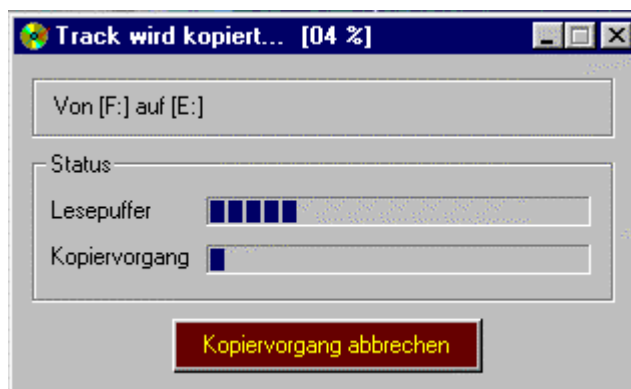 Track wird kopiert... [04 %]
Von [F:] auf [E:]
Status
Lesepuffer
Kopiervorgang
Kopiervorgang abbrechen